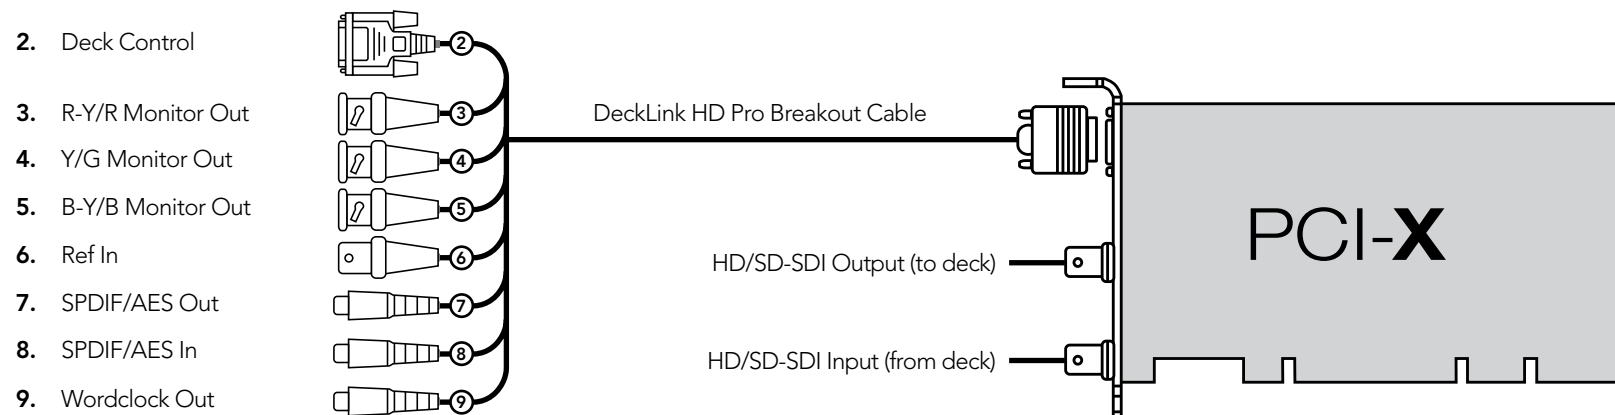 2. Deck Control
3. R-Y/R Monitor Out
4. Y/G Monitor Out
5. B-Y/B Monitor Out
6. Ref In
7. SPDIF/AES Out
8. SPDIF/AES In
9. Wordclock Out
2
3
4
5
6
7
8
9
DeckLink HD Pro Breakout Cable
HD/SD-SDI Output (to deck)
HD/SD-SDI Input (from deck)
PCI-X